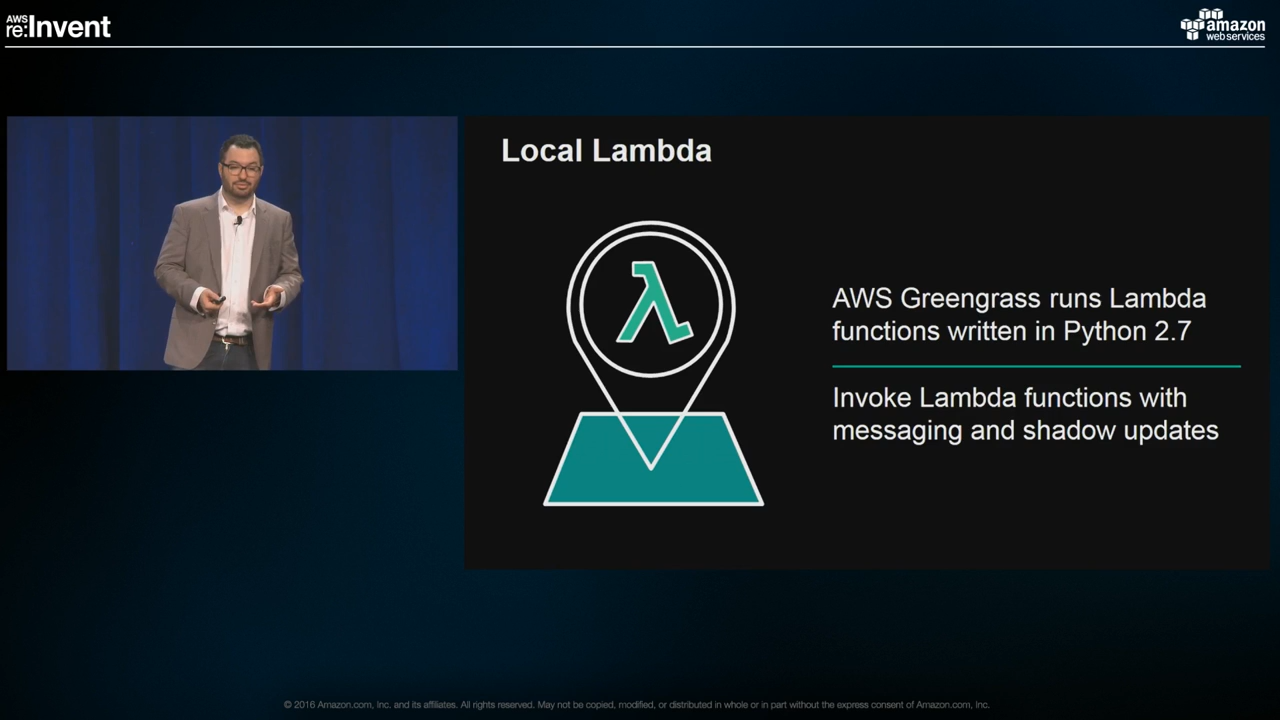 AWS
re:Invent
amazon
web services
Local Lambda
λ
AWS Greengrass runs Lambda
functions written in Python 2.7
Invoke Lambda functions with
messaging and shadow updates
© 2016 Amazon.com, Inc. and its affiliates. All rights reserved. May not be copied, modified, or distributed in whole or in part without the express consent of Amazon.com, Inc.